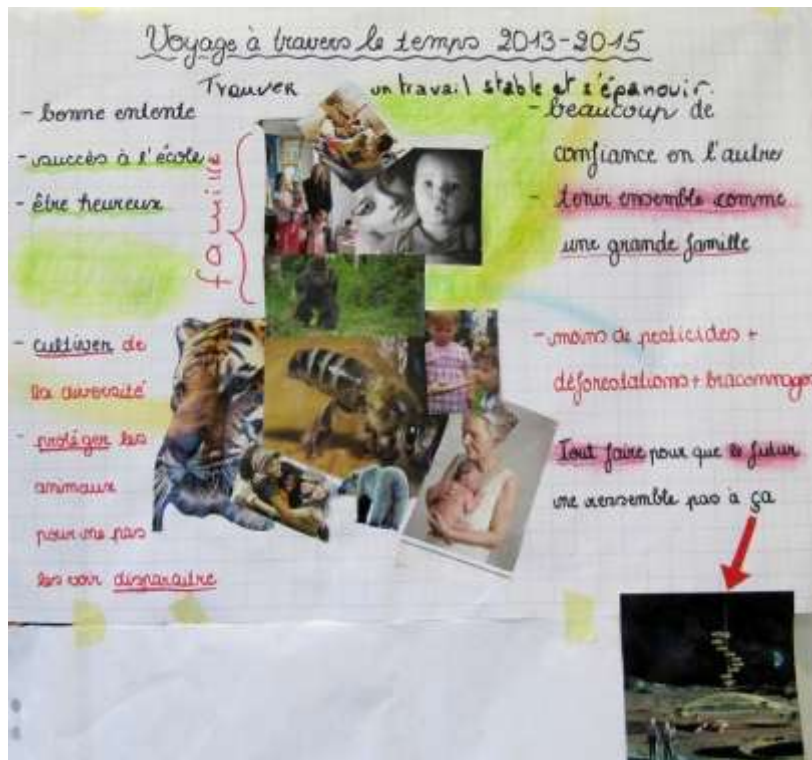 Voyage à travers le temps 2013-2015
Trouver un travail stable et s'épanouir.
- bonne entente
- succès à l'école
- être heureux
famille
- beaucoup de
confiance en l'autre
- tenir ensemble comme
une grande famille
- cultiver de
la diversité
- protéger les
animaux
pour ne pas
les voir disparaitre
- moins de pesticides +
déforestations + braconnages
Tout faire pour que le futur
ne ressemble pas à ça